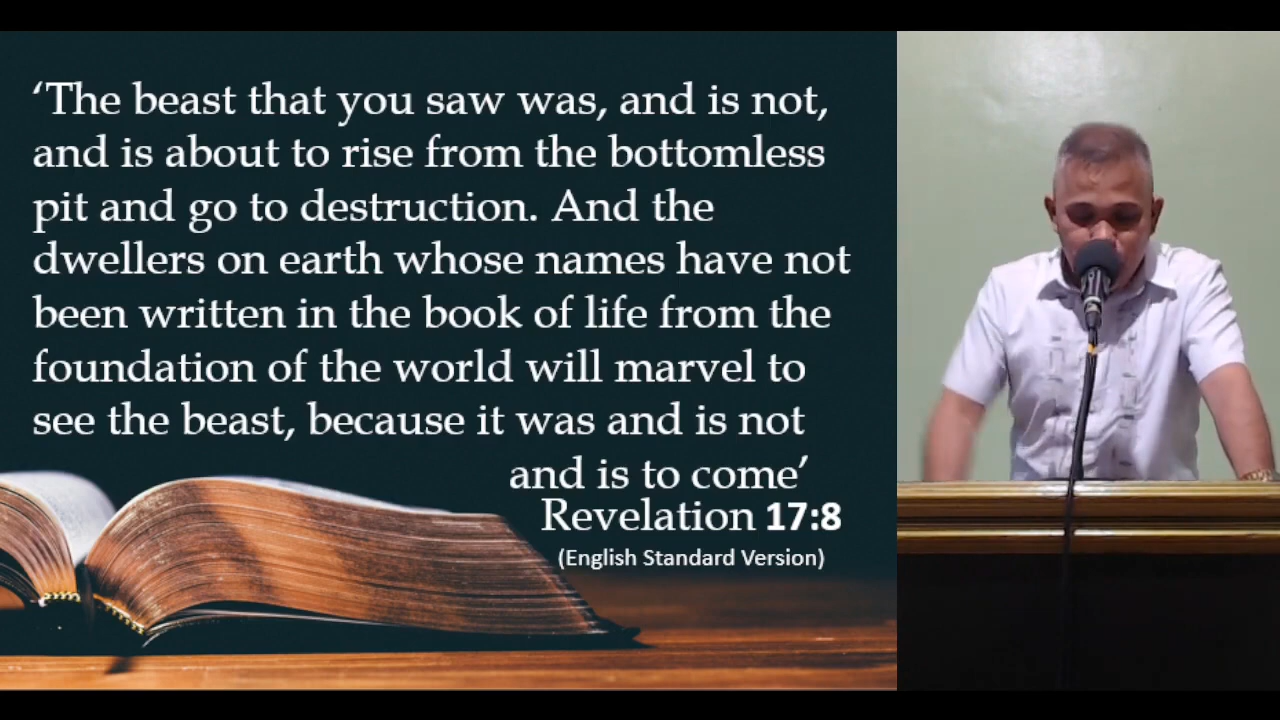 ‘The beast that you saw was, and is not,
and is about to rise from the bottomless
pit and go to destruction. And the
dwellers on earth whose names have not
been written in the book of life from the
foundation of the world will marvel to
see the beast, because it was and is not
and is to come’
Revelation 17:8
(English Standard Version)